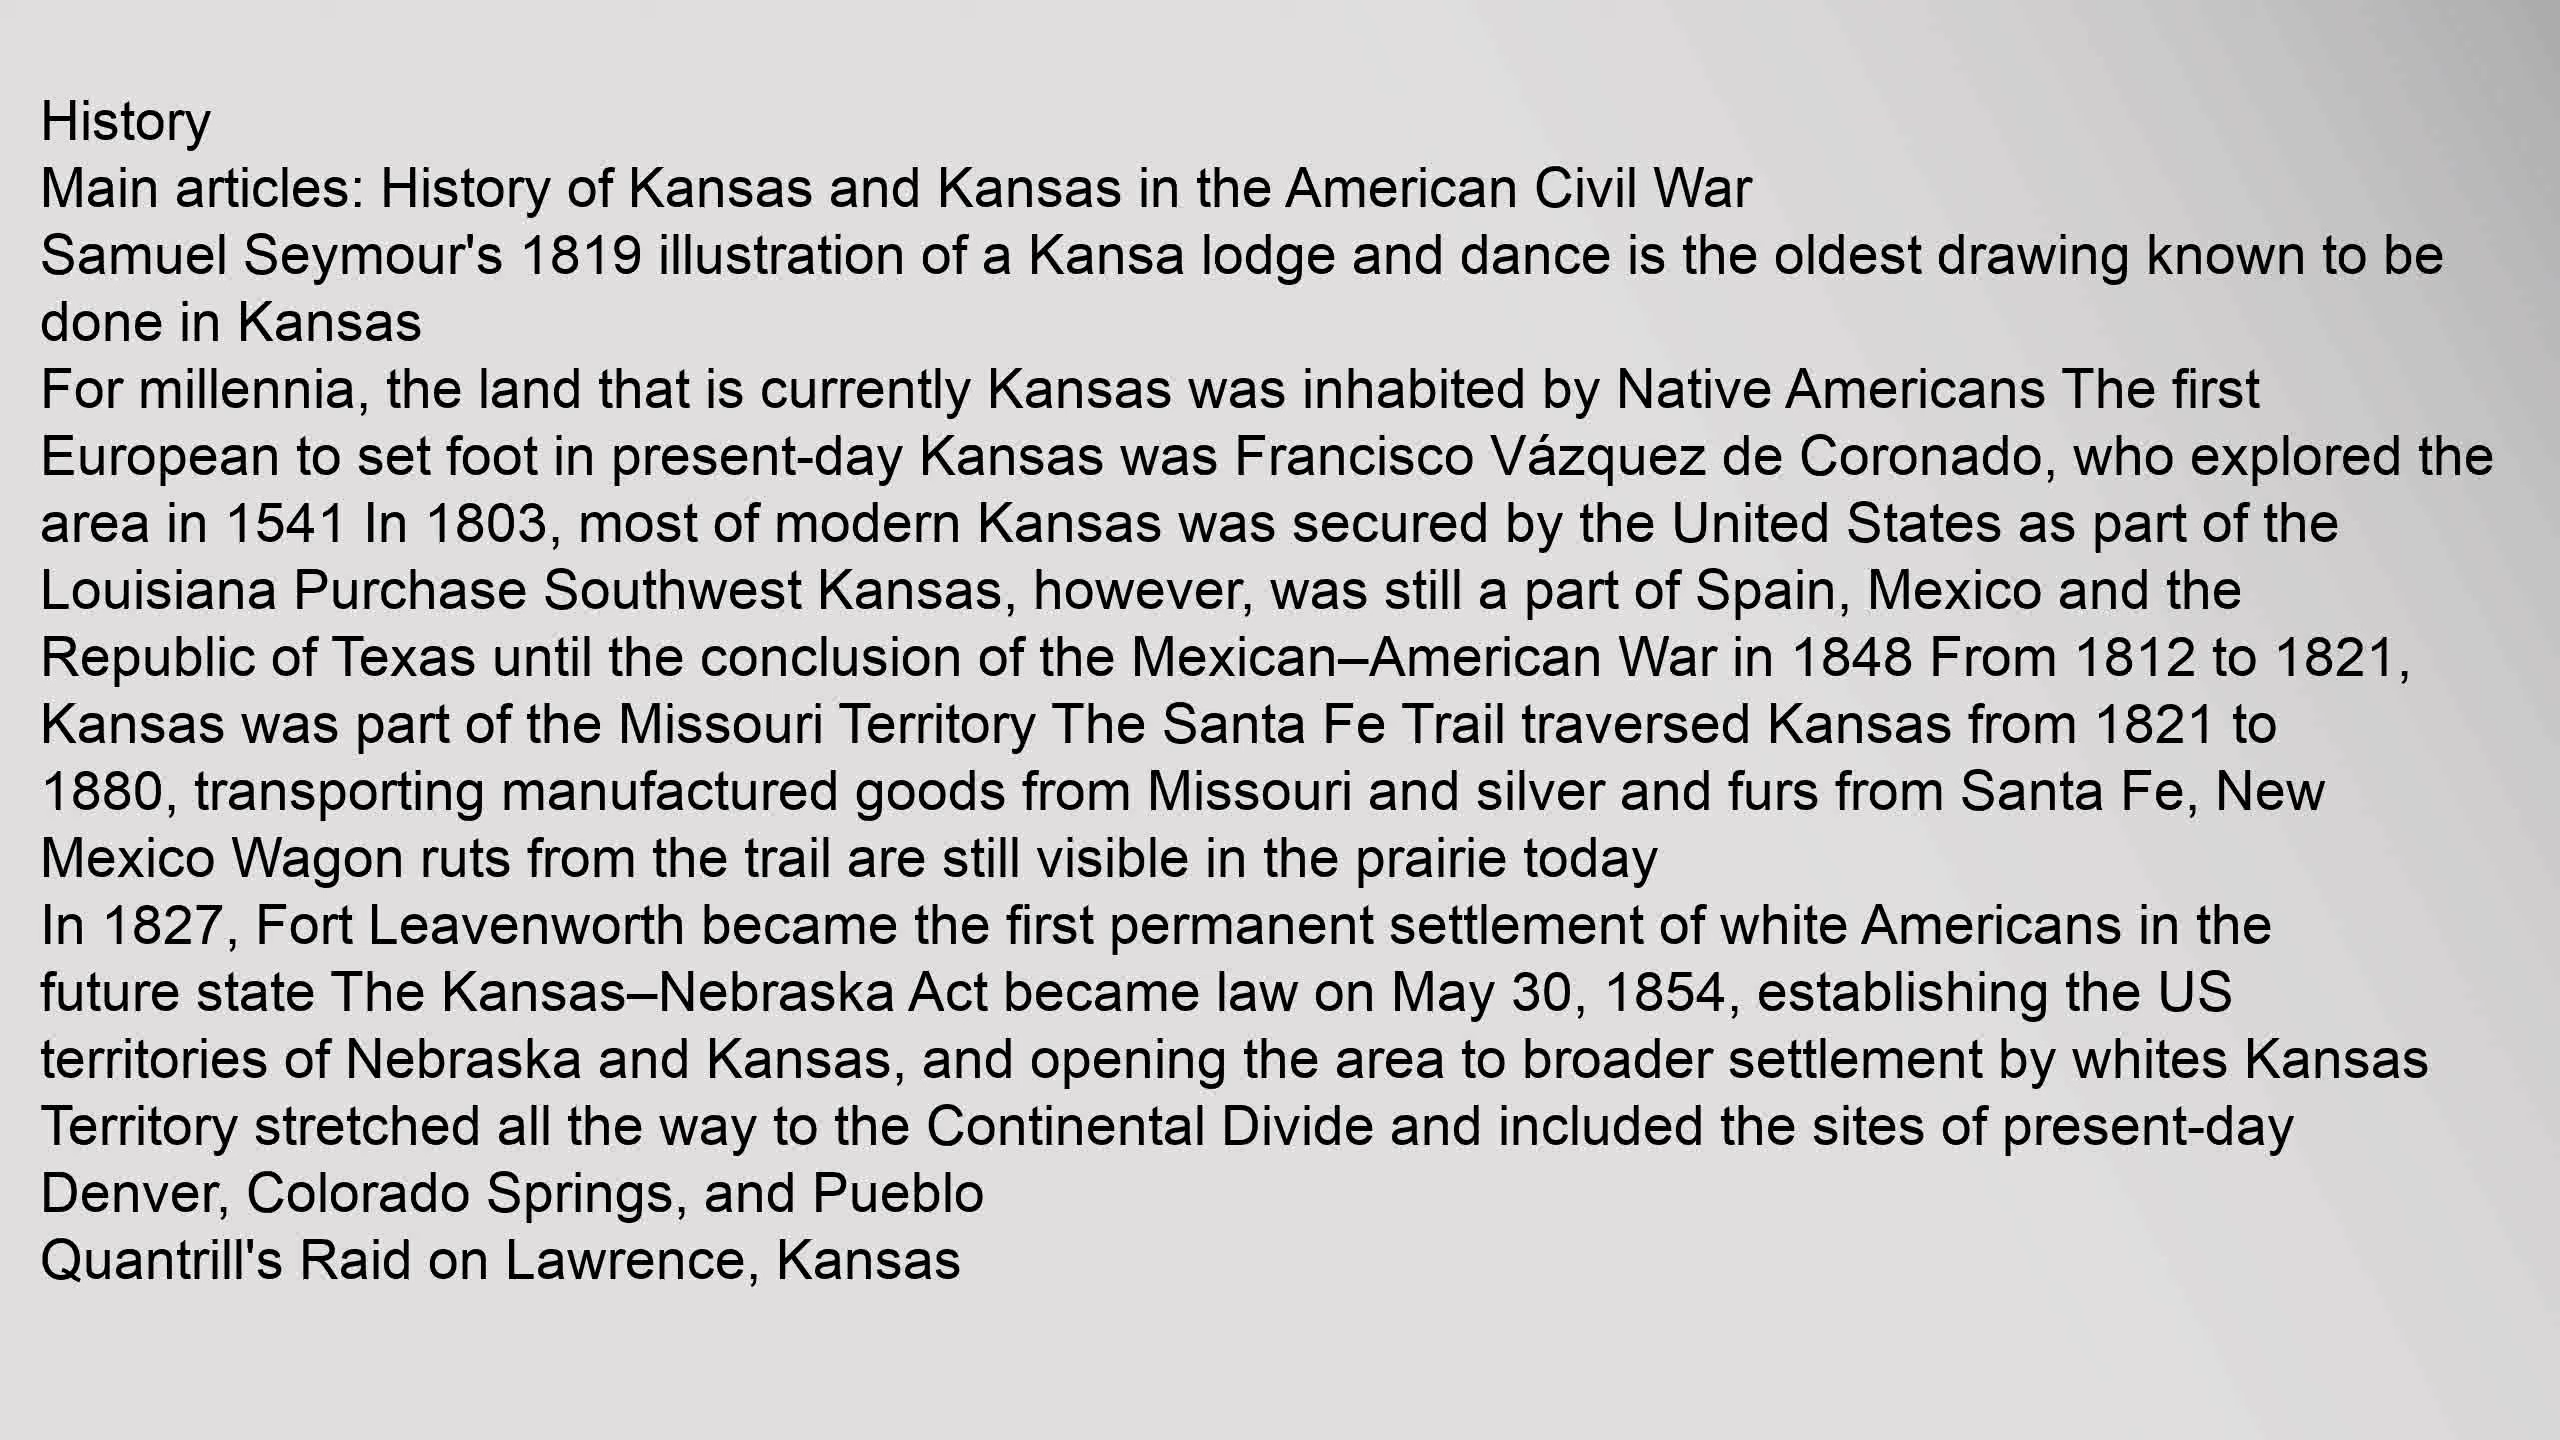 History
Main articles: History of Kansas and Kansas in the American Civil War
Samuel Seymour's 1819 illustration of a Kansa lodge and dance is the oldest drawing known to be
done in Kansas
For millennia, the land that is currently Kansas was inhabited by Native Americans The first
European to set foot in present-day Kansas was Francisco Vázquez de Coronado, who explored the
area in 1541 In 1803, most of modern Kansas was secured by the United States as part of the
Louisiana Purchase Southwest Kansas, however, was still a part of Spain, Mexico and the
Republic of Texas until the conclusion of the Mexican–American War in 1848 From 1812 to 1821,
Kansas was part of the Missouri Territory The Santa Fe Trail traversed Kansas from 1821 to
1880, transporting manufactured goods from Missouri and silver and furs from Santa Fe, New
Mexico Wagon ruts from the trail are still visible in the prairie today
In 1827, Fort Leavenworth became the first permanent settlement of white Americans in the
future state The Kansas–Nebraska Act became law on May 30, 1854, establishing the US
territories of Nebraska and Kansas, and opening the area to broader settlement by whites Kansas
Territory stretched all the way to the Continental Divide and included the sites of present-day
Denver, Colorado Springs, and Pueblo
Quantrill's Raid on Lawrence, Kansas